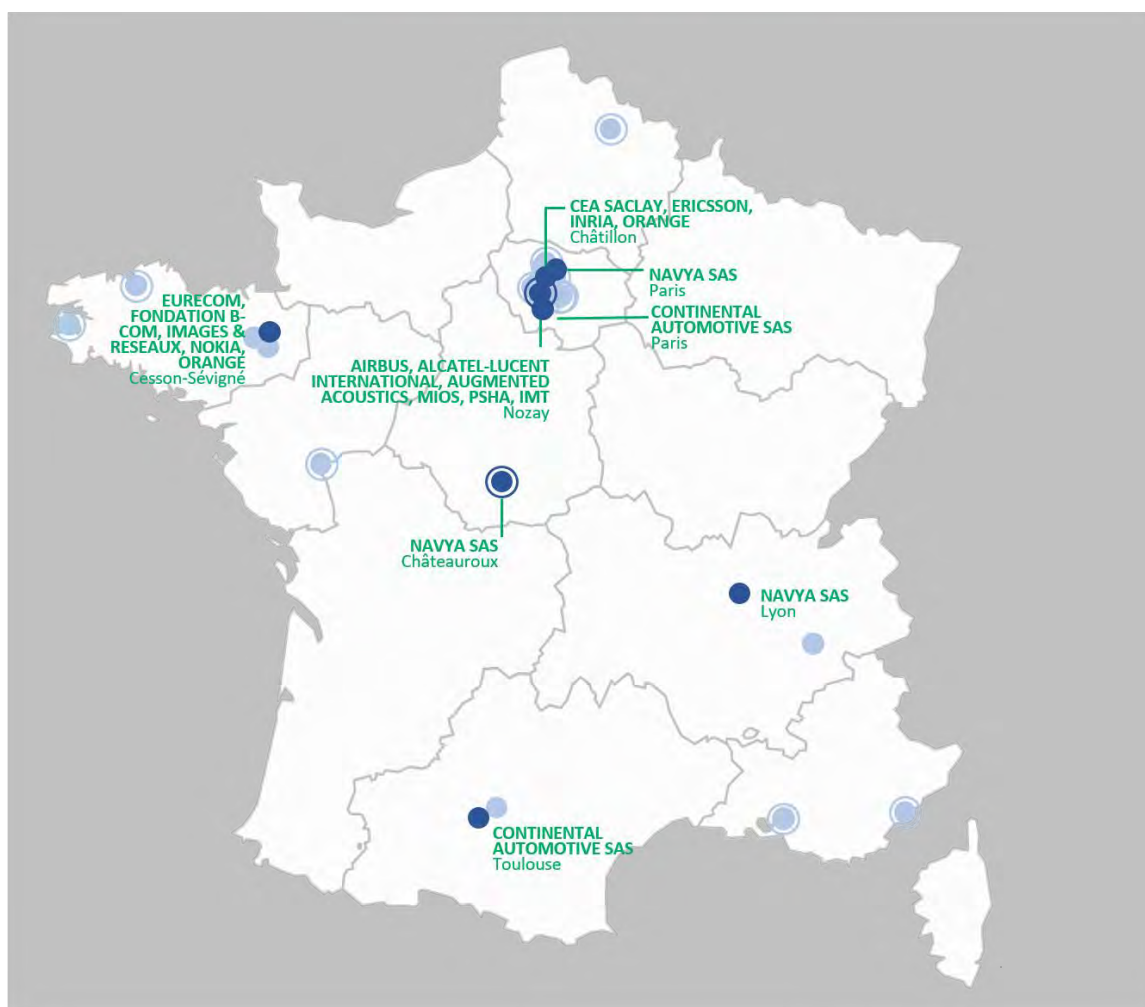 CEA SACLAY, ERICSSON,
INRIA, ORANGE
Châtillon
NAVYA SAS
Paris
CONTINENTAL
AUTOMOTIVE SAS
Paris
EURECOM,
FONDATION B-
COM, IMAGES &
RESEAUX, NOKIA,
ORANGE
Cesson-Sévigné
AIRBUS, ALCATEL-LUCENT
INTERNATIONAL, AUGMENTED
ACOUSTICS, MIOS, PSHA, IMT
Nozay
NAVYA SAS
Châteauroux
NAVYA SAS
Lyon
CONTINENTAL
AUTOMOTIVE SAS
Toulouse